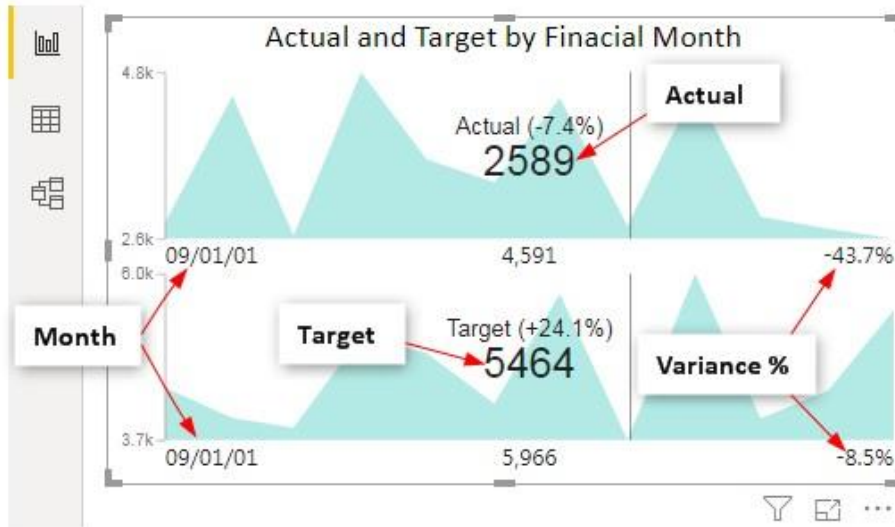 Actual and Target by Finacial Month
4.8k
Actual
Actual (-7.4%)
2589
2.6k
09/01/01 4,591 -43.7%
6.0k
Month
Target
Target (+24.1%)
5464
Variance %
3.7k
09/01/01 5,966 -8.5%